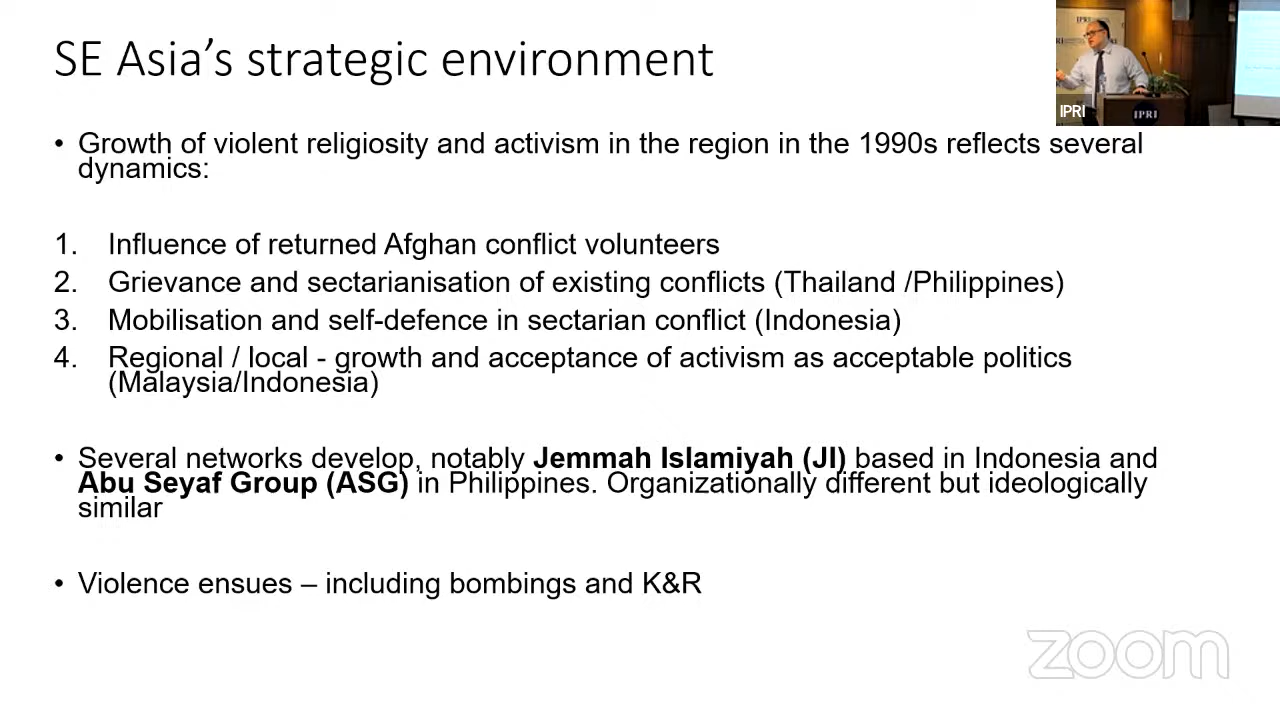 SE Asia's strategic environment
IPRI
IPRI
IPRI
• Growth of violent religiosity and activism in the region in the 1990s reflects several
dynamics:
1. Influence of returned Afghan conflict volunteers
2. Grievance and sectarianisation of existing conflicts (Thailand /Philippines)
3. Mobilisation and self-defence in sectarian conflict (Indonesia)
4. Regional / local - growth and acceptance of activism as acceptable politics
(Malaysia/Indonesia)
• Several networks develop, notably Jemmah Islamiyah (JI) based in Indonesia and
Abu Seyaf Group (ASG) in Philippines. Organizationally different but ideologically
similar
• Violence ensues – including bombings and K&R
zoom